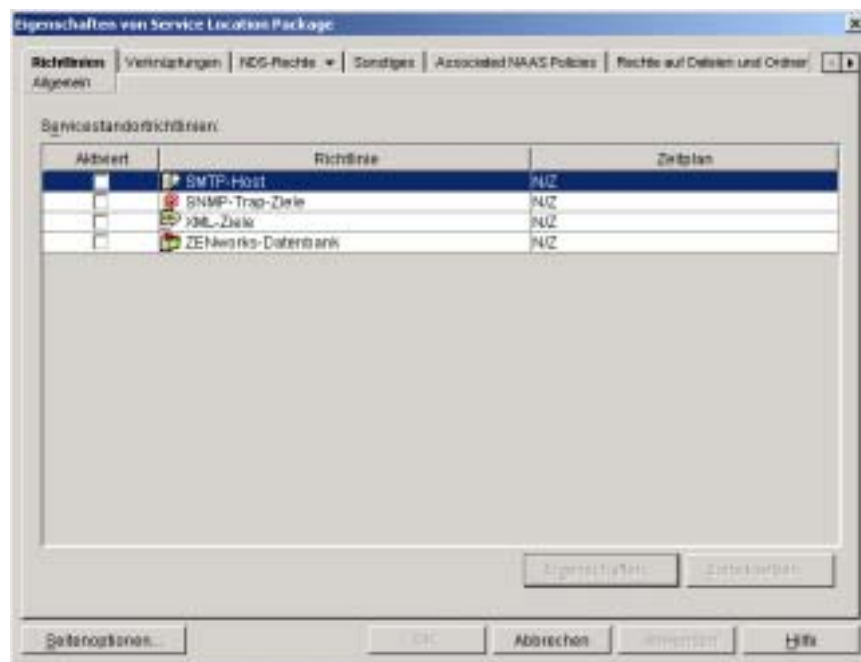 Eigenschaften von Service Location Package
Richtlinien Verknüpfungen NDS-Rechte Sonstiges Associated NAAS Policies Rechte auf Dateien und Ordner
Allgemein
Servicestandortrichtlinien:
Aktiviert Richtlinie Zeitplan
SMTP-Host N/Z
SNMP-Trap-Ziele N/Z
XML-Ziele N/Z
ZENworks-Datenbank N/Z
Eigenschaften Zurücksetzen
Seitenoptionen... OK Abbrechen Anwenden Hilfe